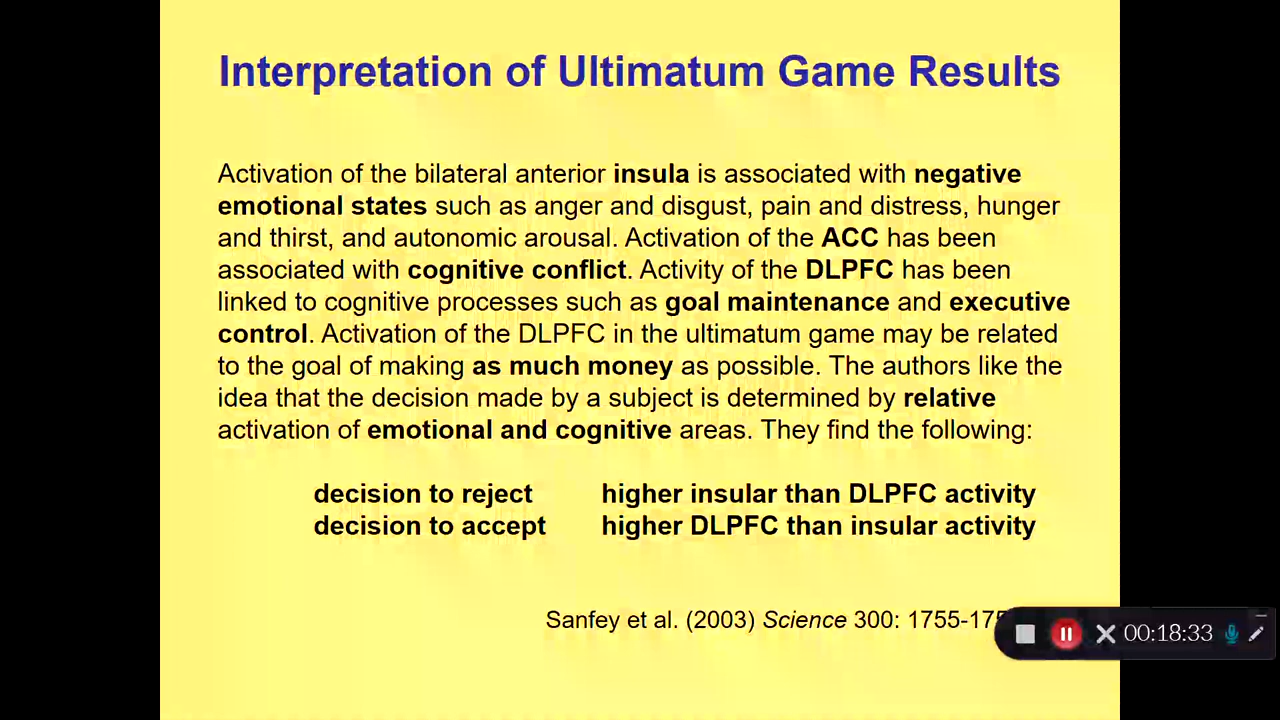 Interpretation of Ultimatum Game Results
Activation of the bilateral anterior insula is associated with negative
emotional states such as anger and disgust, pain and distress, hunger
and thirst, and autonomic arousal. Activation of the ACC has been
associated with cognitive conflict. Activity of the DLPFC has been
linked to cognitive processes such as goal maintenance and executive
control. Activation of the DLPFC in the ultimatum game may be related
to the goal of making as much money as possible. The authors like the
idea that the decision made by a subject is determined by relative
activation of emotional and cognitive areas. They find the following:
decision to reject higher insular than DLPFC activity
decision to accept higher DLPFC than insular activity
Sanfey et al. (2003) Science 300: 1755-
00:18:33